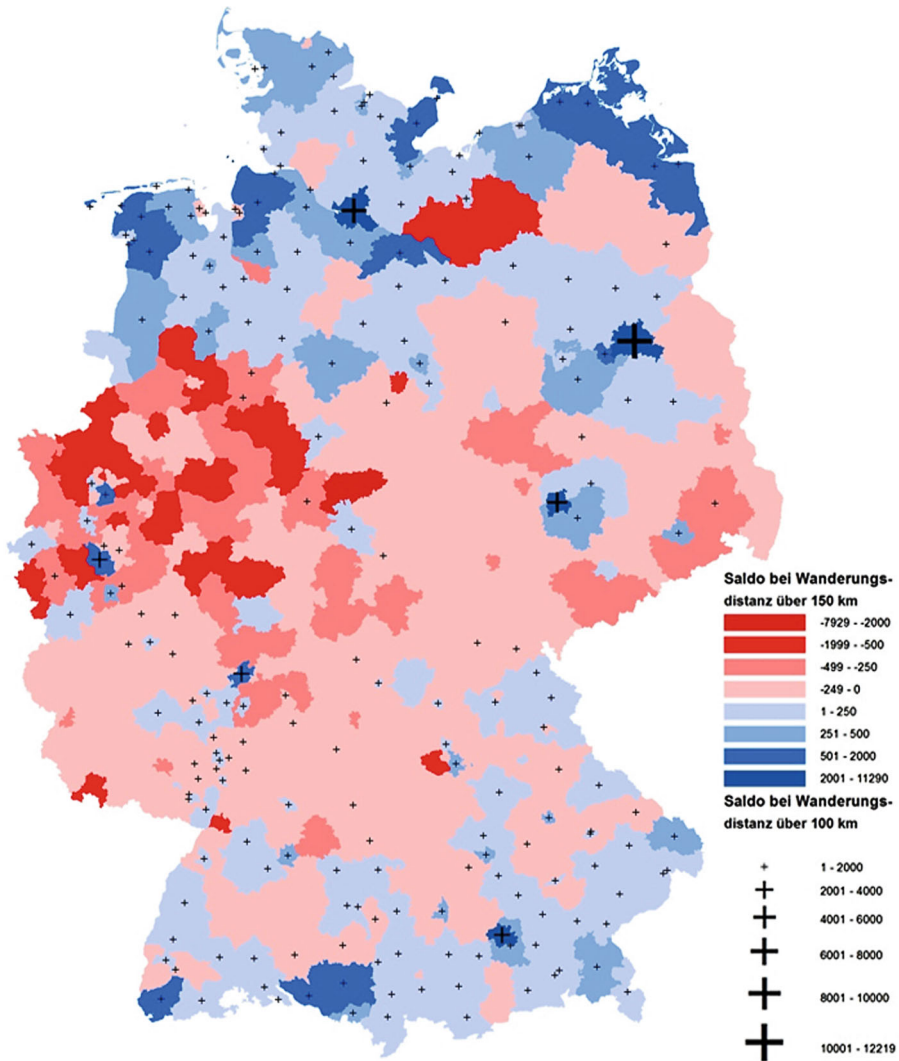 Saldo bei Wanderungs-
distanz über 150 km
-7929 - -2000
-1999 - -500
-499 - -250
-249 - 0
1 - 250
251 - 500
501 - 2000
2001 - 11290
Saldo bei Wanderungs-
distanz über 100 km
1 - 2000
2001 - 4000
4001 - 6000
6001 - 8000
8001 - 10000
10001 - 12219